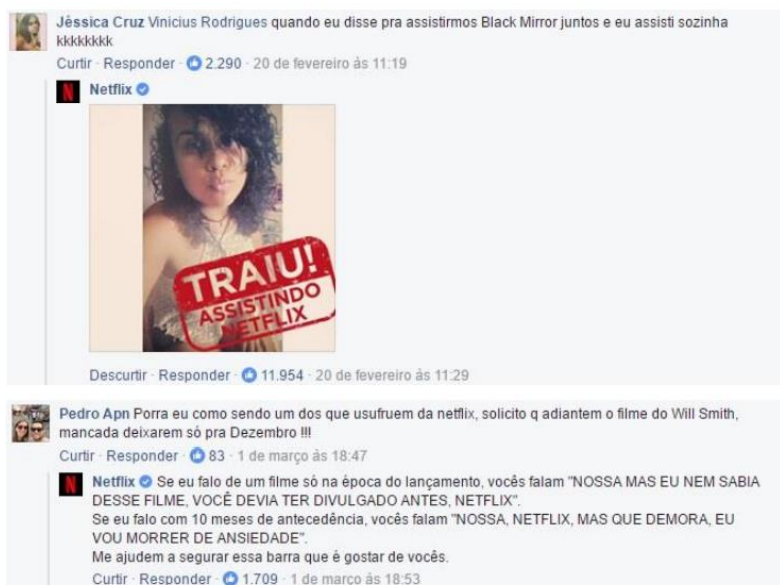 Jéssica Cruz Vinicius Rodrigues quando eu disse pra assistirmos Black Mirror juntos e eu assisti sozinha
kkkkkkkk
Curtir · Responder · 2.290 · 20 de fevereiro às 11:19
N Netflix
TRAIU!
ASSISTINDO
NETFLIX
Descurtir · Responder · 11.954 · 20 de fevereiro às 11:29
Pedro Apn Porra eu como sendo um dos que usufruem da netflix, solicito q adiantem o filme do Will Smith,
mancada deixarem só pra Dezembro !!!
Curtir · Responder · 83 · 1 de março às 18:47
N Netflix Se eu falo de um filme só na época do lançamento, vocês falam "NOSSA MAS EU NEM SABIA
DESSE FILME, VOCÊ DEVIA TER DIVULGADO ANTES, NETFLIX".
Se eu falo com 10 meses de antecedência, vocês falam "NOSSA, NETFLIX, MAS QUE DEMORA, EU
VOU MORRER DE ANSIEDADE".
Me ajudem a segurar essa barra que é gostar de vocês.
Curtir · Responder · 1.709 · 1 de março às 18:53